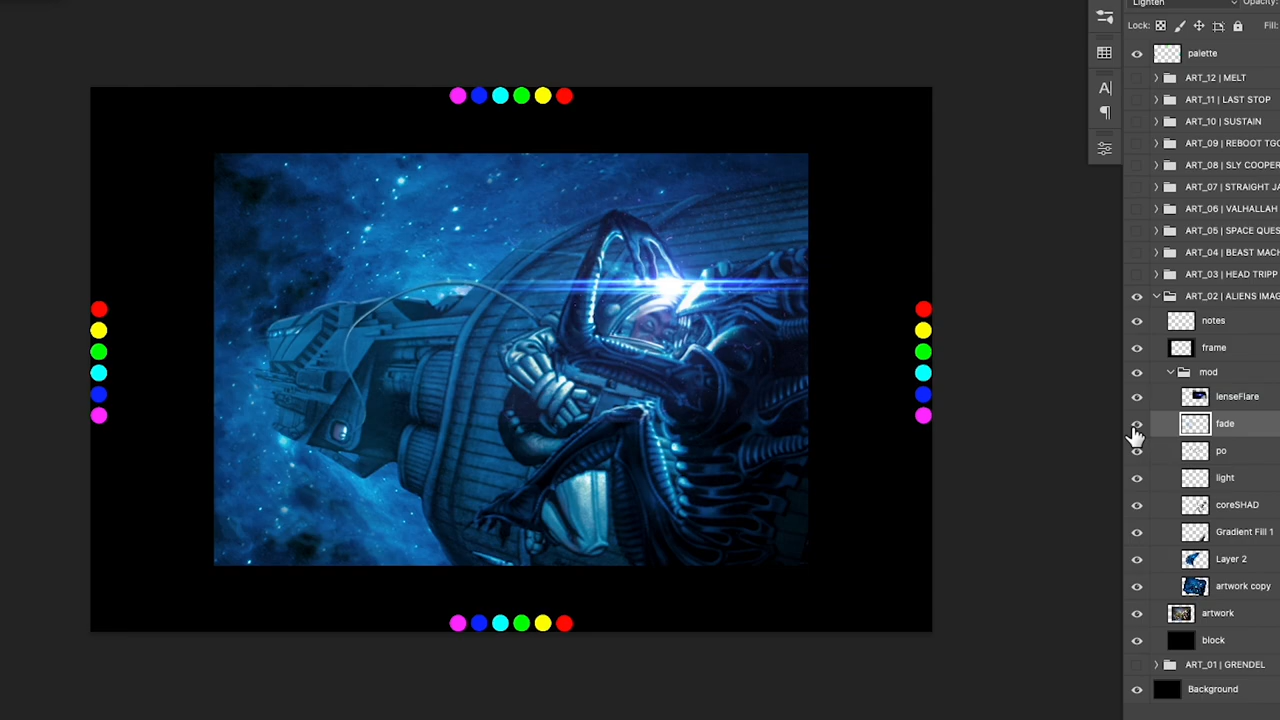 Lighten
Opacity:
Lock:
Fill:
palette
ART_12 | MELT
ART_11 | LAST STOP
ART_10 | SUSTAIN
ART_09 | REBOOT TGC
ART_08 | SLY COOPER
ART_07 | STRAIGHT JA
ART_06 | VALHALLAH
ART_05 | SPACE QUES
ART_04 | BEAST MACH
ART_03 | HEAD TRIPP
ART_02 | ALIENS IMAG
notes
frame
mod
lenseFlare
fade
po
light
coreSHAD
Gradient Fill 1
Layer 2
artwork copy
artwork
block
ART_01 | GRENDEL
Background